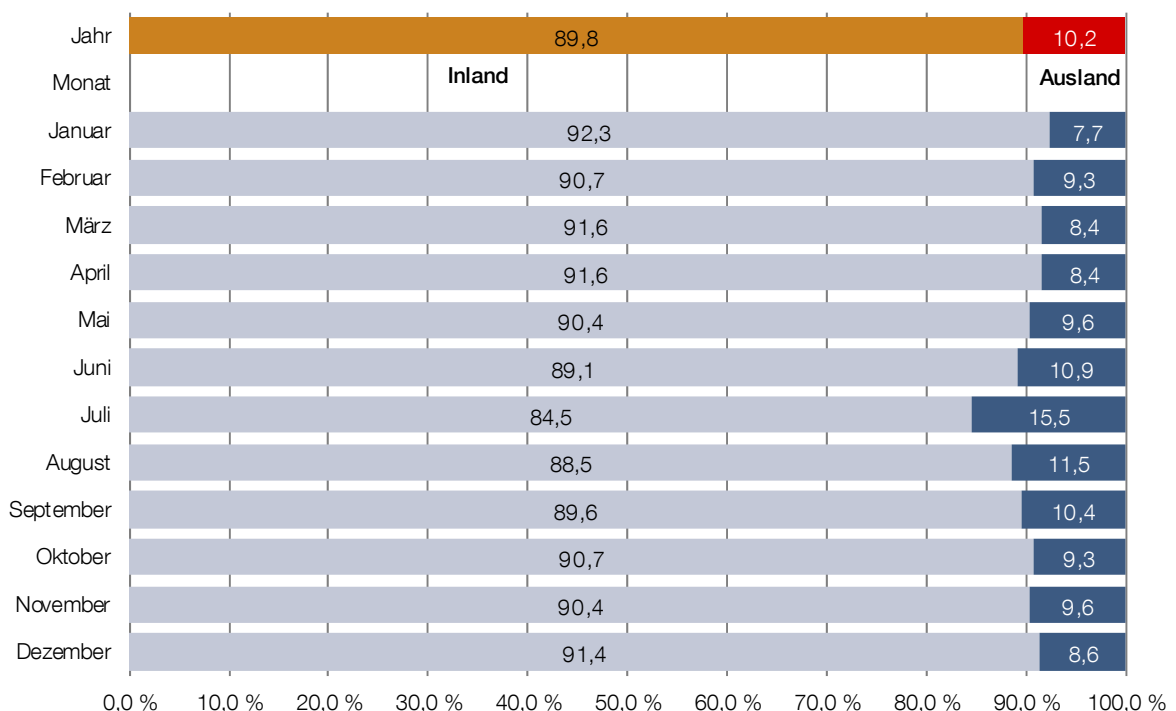 Jahr 89,8 10,2
Monat Inland Ausland
Januar 92,3 7,7
Februar 90,7 9,3
März 91,6 8,4
April 91,6 8,4
Mai 90,4 9,6
Juni 89,1 10,9
Juli 84,5 15,5
August 88,5 11,5
September 89,6 10,4
Oktober 90,7 9,3
November 90,4 9,6
Dezember 91,4 8,6
0,0 % 10,0 % 20,0 % 30,0 % 40,0 % 50,0 % 60,0 % 70,0 % 80,0 % 90,0 % 100,0 %